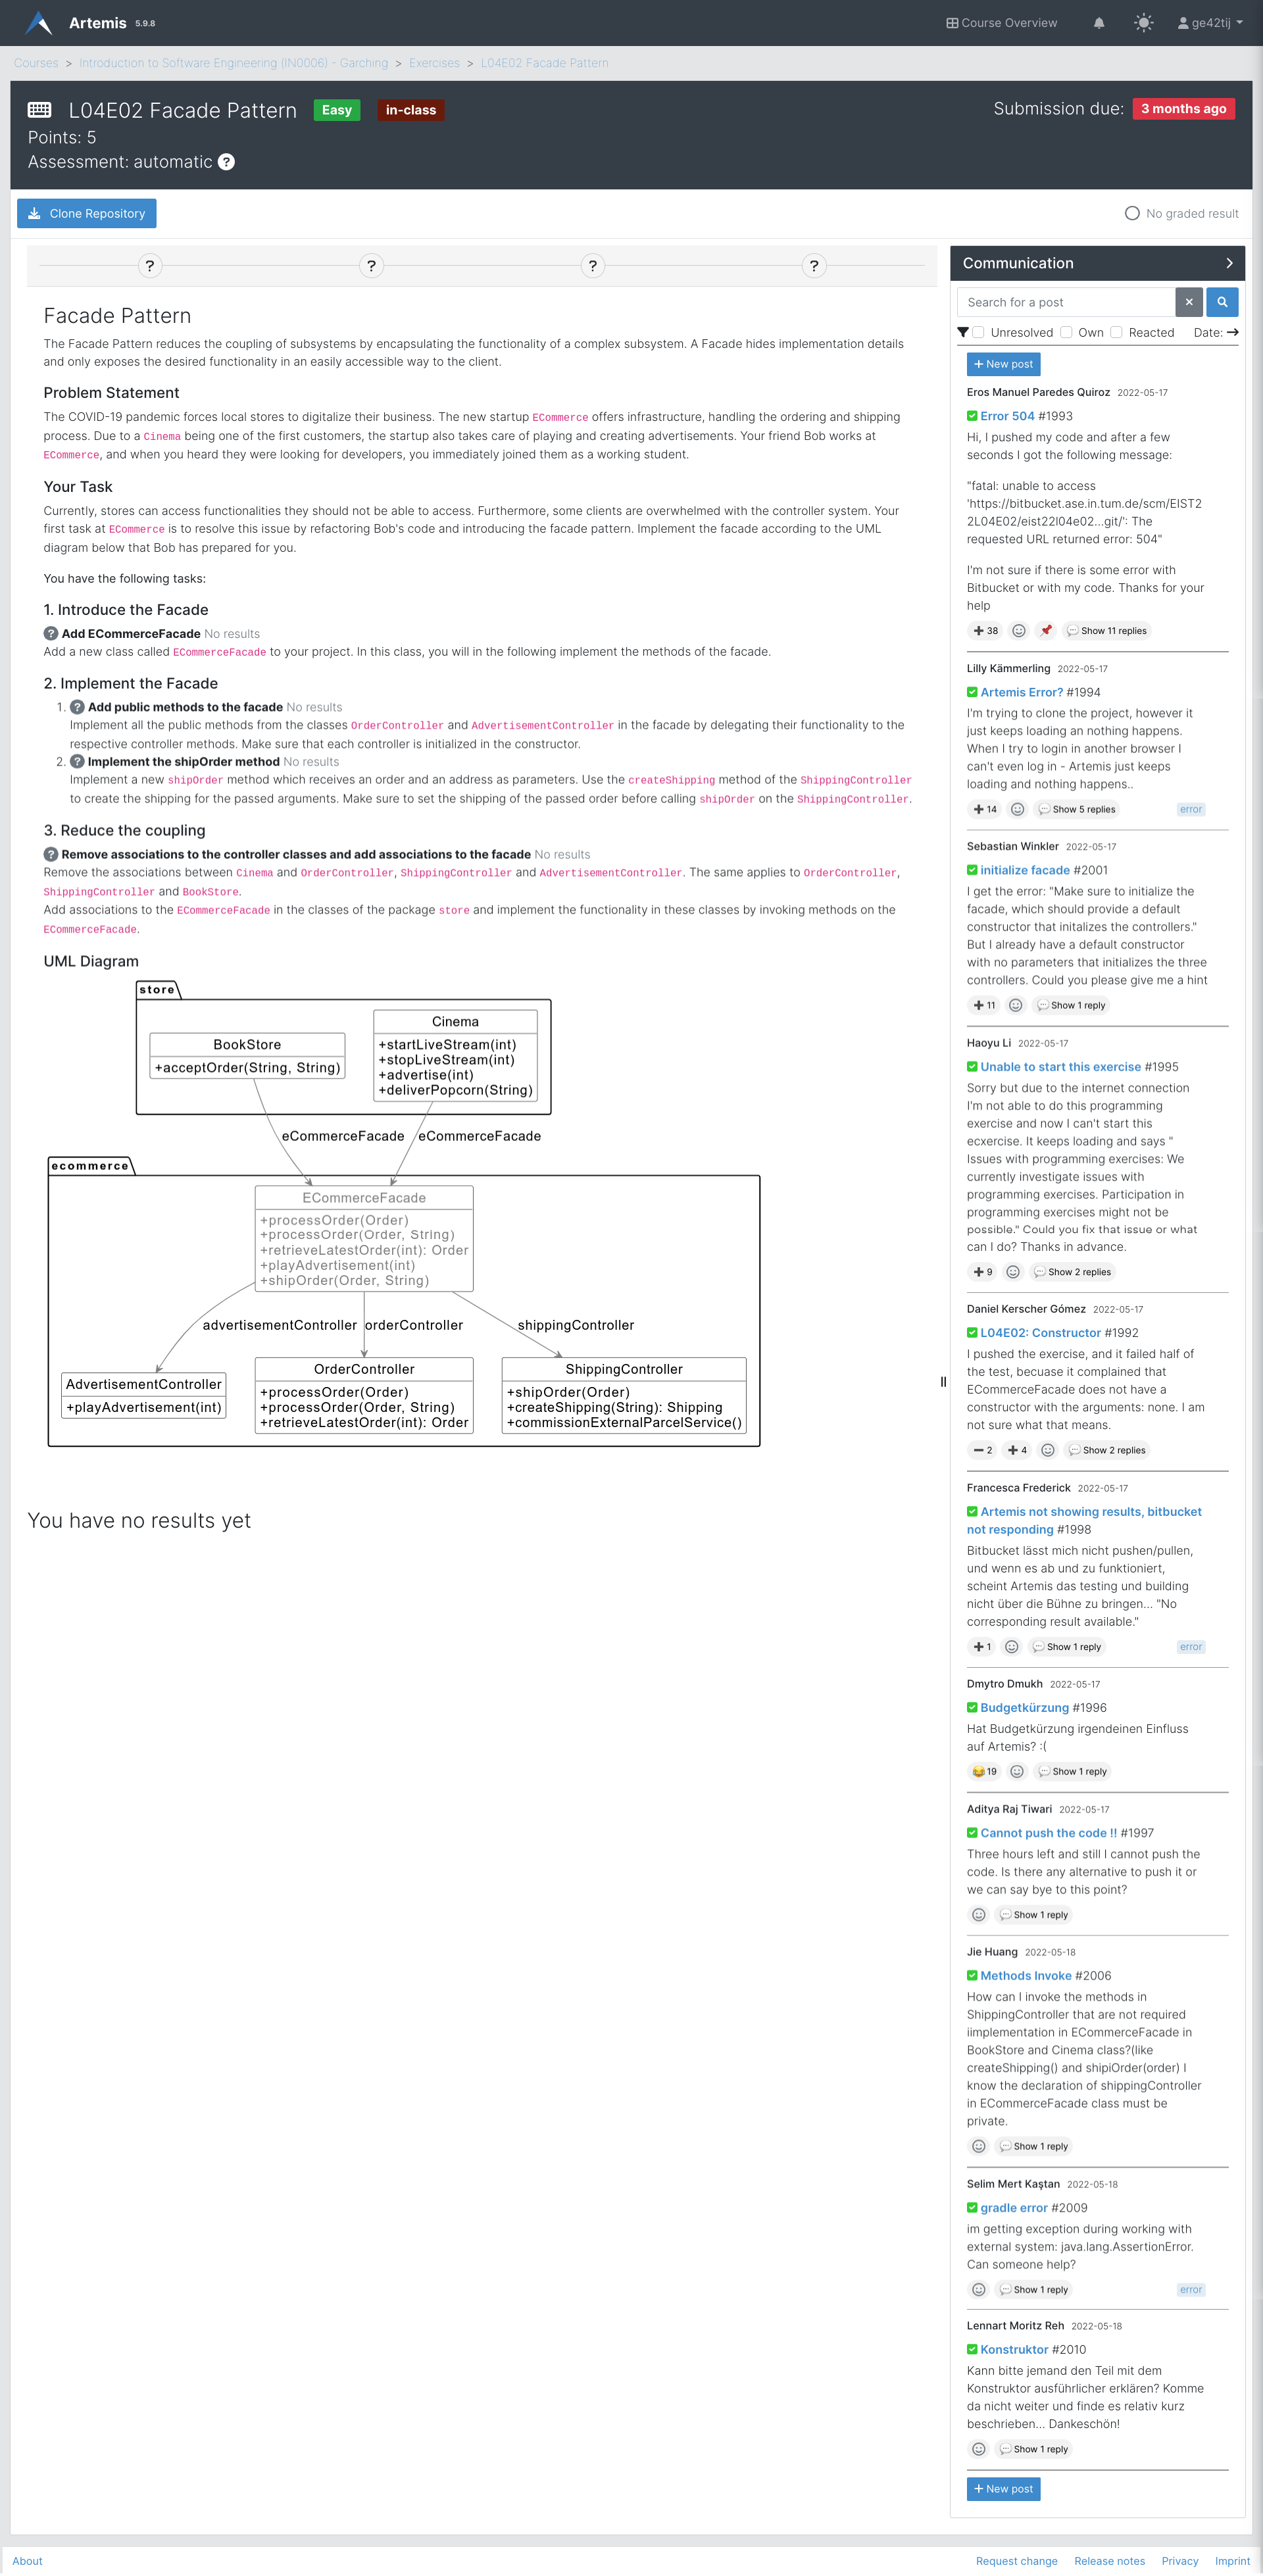 Artemis 5.9.8
Course Overview
ge42tij
Courses > Introduction to Software Engineering (IN0006) - Garching > Exercises > L04E02 Facade Pattern
L04E02 Facade Pattern Easy in-class
Submission due: 3 months ago
Points: 5
Assessment: automatic ?
Clone Repository
No graded result
? ? ? ?
Facade Pattern
The Facade Pattern reduces the coupling of subsystems by encapsulating the functionality of a complex subsystem. A Facade hides implementation details
and only exposes the desired functionality in an easily accessible way to the client.
Problem Statement
The COVID-19 pandemic forces local stores to digitalize their business. The new startup ECommerce offers infrastructure, handling the ordering and shipping
process. Due to a Cinema being one of the first customers, the startup also takes care of playing and creating advertisements. Your friend Bob works at
ECommerce, and when you heard they were looking for developers, you immediately joined them as a working student.
Your Task
Currently, stores can access functionalities they should not be able to access. Furthermore, some clients are overwhelmed with the controller system. Your
first task at ECommerce is to resolve this issue by refactoring Bob's code and introducing the facade pattern. Implement the facade according to the UML
diagram below that Bob has prepared for you.
You have the following tasks:
1. Introduce the Facade
? Add ECommerceFacade No results
Add a new class called ECommerceFacade to your project. In this class, you will in the following implement the methods of the facade.
2. Implement the Facade
1. ? Add public methods to the facade No results
Implement all the public methods from the classes OrderController and AdvertisementController in the facade by delegating their functionality to the
respective controller methods. Make sure that each controller is initialized in the constructor.
2. ? Implement the shipOrder method No results
Implement a new shipOrder method which receives an order and an address as parameters. Use the createShipping method of the ShippingController
to create the shipping for the passed arguments. Make sure to set the shipping of the passed order before calling shipOrder on the ShippingController.
3. Reduce the coupling
? Remove associations to the controller classes and add associations to the facade No results
Remove the associations between Cinema and OrderController, ShippingController and AdvertisementController. The same applies to OrderController,
ShippingController and BookStore.
Add associations to the ECommerceFacade in the classes of the package store and implement the functionality in these classes by invoking methods on the
ECommerceFacade.
UML Diagram
store
BookStore
+acceptOrder(String, String)
Cinema
+startLiveStream(int)
+stopLiveStream(int)
+advertise(int)
+deliverPopcorn(String)
eCommerceFacade
eCommerceFacade
ecommerce
ECommerceFacade
+processOrder(Order)
+processOrder(Order, String)
+retrieveLatestOrder(int): Order
+playAdvertisement(int)
+shipOrder(Order, String)
advertisementController
orderController
shippingController
AdvertisementController
+playAdvertisement(int)
OrderController
+processOrder(Order)
+processOrder(Order, String)
+retrieveLatestOrder(int): Order
ShippingController
+shipOrder(Order)
+createShipping(String): Shipping
+commissionExternalParcelService()
You have no results yet
Communication
Search for a post
Unresolved Own Reacted Date:
New post
Eros Manuel Paredes Quiroz 2022-05-17
Error 504 #1993
Hi, I pushed my code and after a few
seconds I got the following message:
"fatal: unable to access
'https://bitbucket.ase.in.tum.de/scm/EIST2
2L04E02/eist22l04e02...git/': The
requested URL returned error: 504"
I'm not sure if there is some error with
Bitbucket or with my code. Thanks for your
help
38 Show 11 replies
Lilly Kämmerling 2022-05-17
Artemis Error? #1994
I'm trying to clone the project, however it
just keeps loading an nothing happens.
When I try to login in another browser I
can't even log in - Artemis just keeps
loading and nothing happens..
14 Show 5 replies error
Sebastian Winkler 2022-05-17
initialize facade #2001
I get the error: "Make sure to initialize the
facade, which should provide a default
constructor that initalizes the controllers."
But I already have a default constructor
with no parameters that initializes the three
controllers. Could you please give me a hint
11 Show 1 reply
Haoyu Li 2022-05-17
Unable to start this exercise #1995
Sorry but due to the internet connection
I'm not able to do this programming
exercise and now I can't start this
ecxercise. It keeps loading and says "
Issues with programming exercises: We
currently investigate issues with
programming exercises. Participation in
programming exercises might not be
possible." Could you fix that issue or what
can I do? Thanks in advance.
9 Show 2 replies
Daniel Kerscher Gómez 2022-05-17
L04E02: Constructor #1992
I pushed the exercise, and it failed half of
the test, becuase it complained that
ECommerceFacade does not have a
constructor with the arguments: none. I am
not sure what that means.
2 4 Show 2 replies
Francesca Frederick 2022-05-17
Artemis not showing results, bitbucket
not responding #1998
Bitbucket lässt mich nicht pushen/pullen,
und wenn es ab und zu funktioniert,
scheint Artemis das testing und building
nicht über die Bühne zu bringen... "No
corresponding result available."
1 Show 1 reply error
Dmytro Dmukh 2022-05-17
Budgetkürzung #1996
Hat Budgetkürzung irgendeinen Einfluss
auf Artemis? :(
19 Show 1 reply
Aditya Raj Tiwari 2022-05-17
Cannot push the code !! #1997
Three hours left and still I cannot push the
code. Is there any alternative to push it or
we can say bye to this point?
Show 1 reply
Jie Huang 2022-05-18
Methods Invoke #2006
How can I invoke the methods in
ShippingController that are not required
iimplementation in ECommerceFacade in
BookStore and Cinema class?(like
createShipping() and shipiOrder(order) I
know the declaration of shippingController
in ECommerceFacade class must be
private.
Show 1 reply
Selim Mert Kaştan 2022-05-18
gradle error #2009
im getting exception during working with
external system: java.lang.AssertionError.
Can someone help?
Show 1 reply error
Lennart Moritz Reh 2022-05-18
Konstruktor #2010
Kann bitte jemand den Teil mit dem
Konstruktor ausführlicher erklären? Komme
da nicht weiter und finde es relativ kurz
beschrieben... Dankeschön!
Show 1 reply
New post
About
Request change Release notes Privacy Imprint